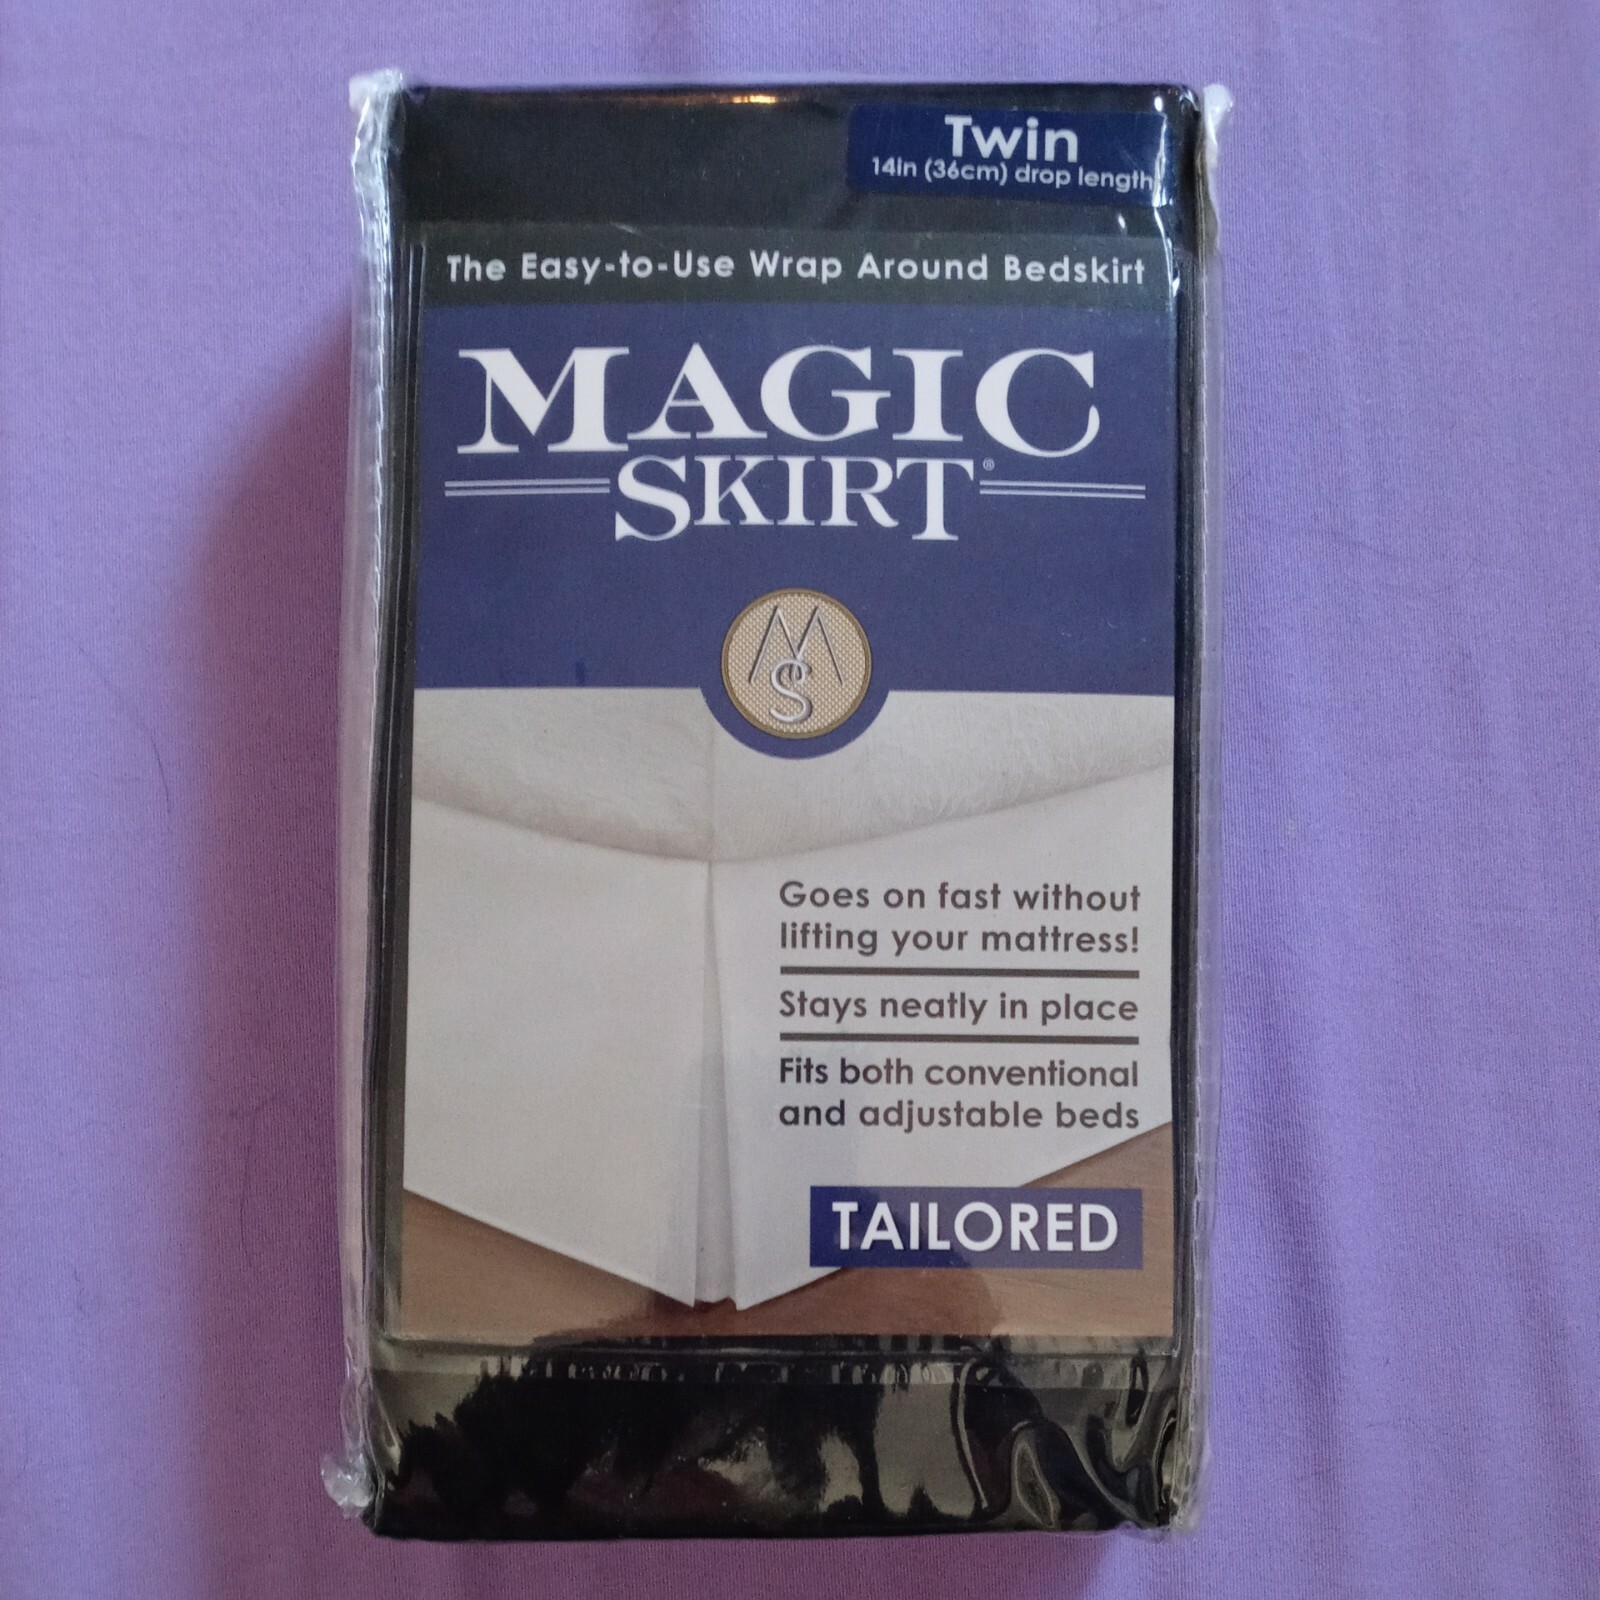 Twin
14in (36cm) drop length
The Easy-to-Use Wrap Around Bedskirt
MAGIC
SKIRT®
MS
Goes on fast without
lifting your mattress!
Stays neatly in place
Fits both conventional
and adjustable beds
TAILORED